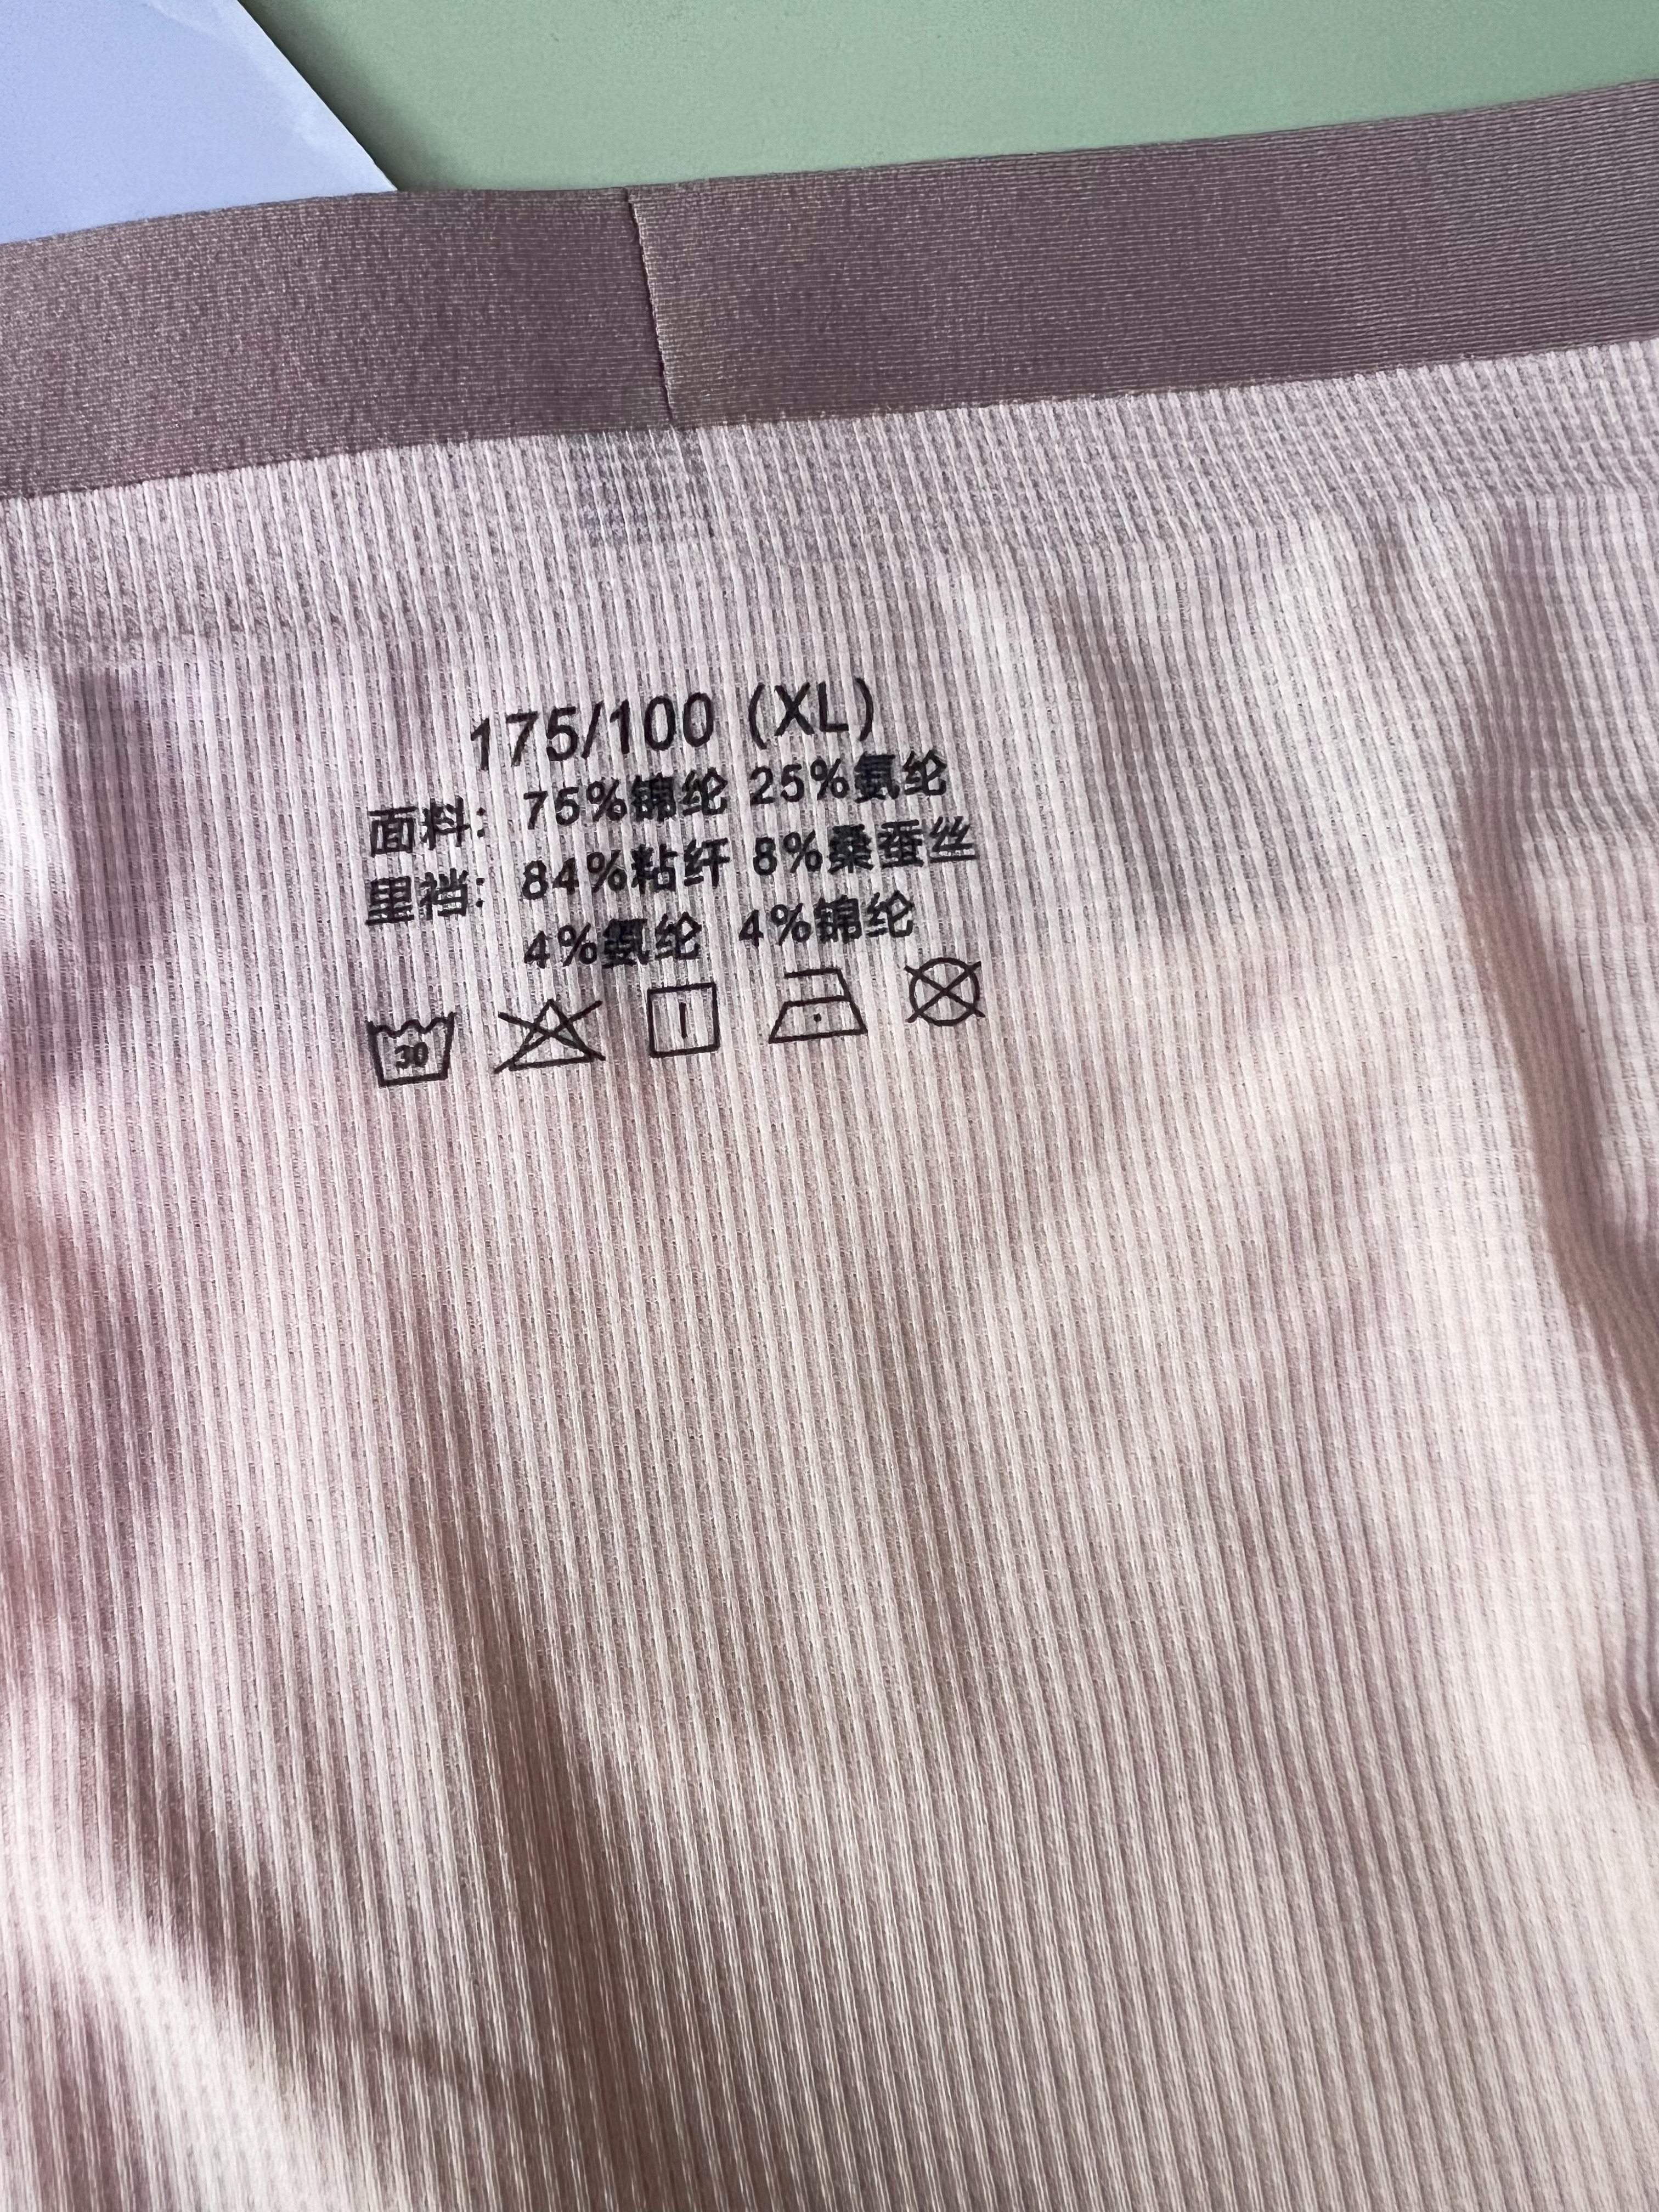 175/100 (XL)
面料: 75%锦纶 25%氨纶
里裆: 84%粘纤 8%桑蚕丝
4%氨纶 4%锦纶
30